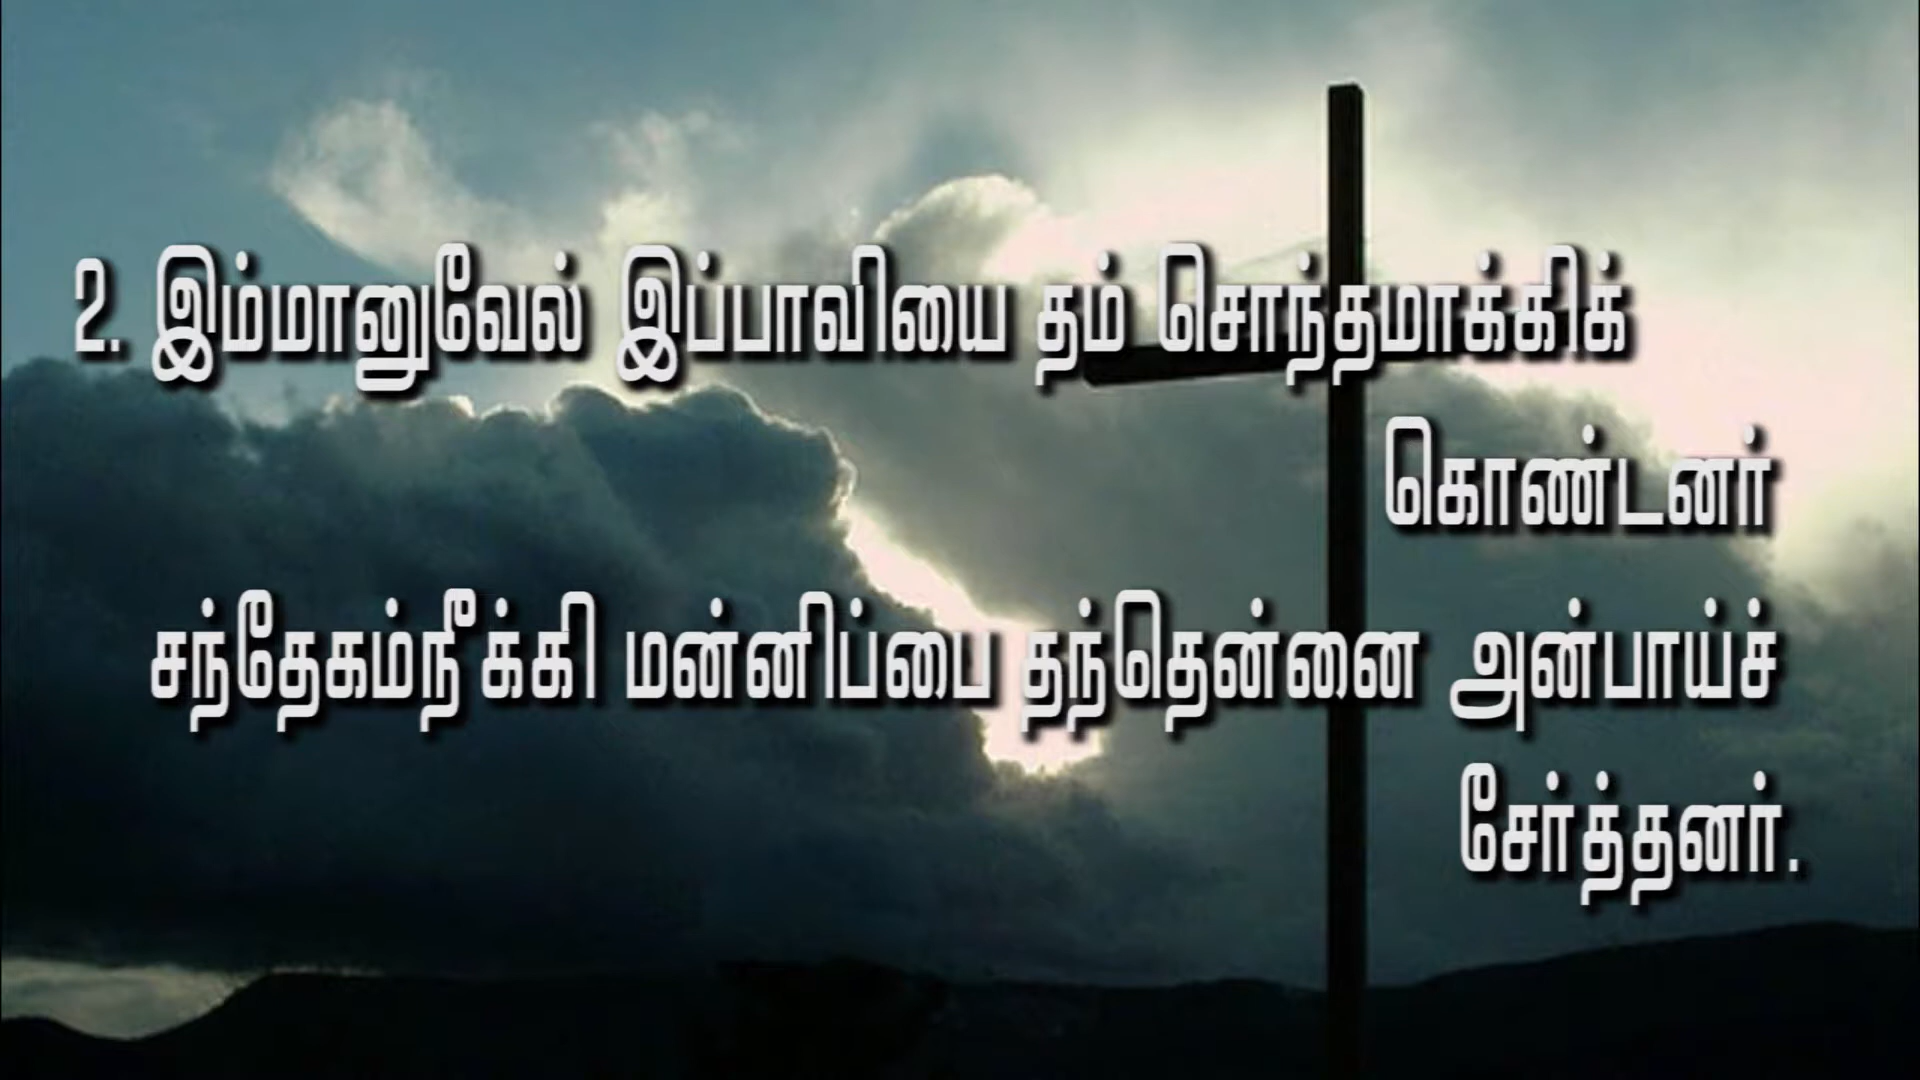 2. இம்மானுவேல் இப்பாவியை தம் சொந்தமாக்கிக்
கொண்டனர்
சந்தேகம்நீக்கி மன்னிப்பை தந்தென்னை அன்பாய்ச்
சேர்த்தனர்.